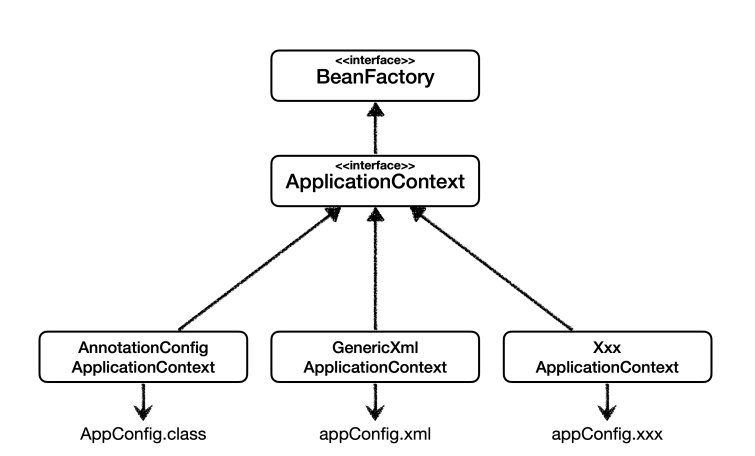 <<interface>>
BeanFactory
<<interface>>
ApplicationContext
AnnotationConfig
ApplicationContext
GenericXml
ApplicationContext
Xxx
ApplicationContext
AppConfig.class
appConfig.xml
appConfig.xxx